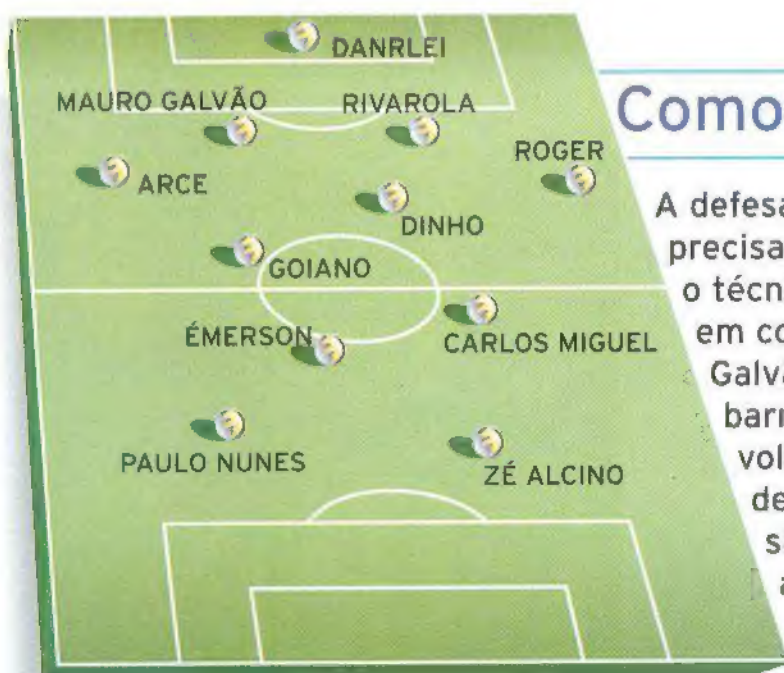 DANRLEI
MAURO GALVÃO RIVAROLA
ROGER
ARCE
DINHO
GOIANO
ÉMERSON
CARLOS MIGUEL
PAULO NUNES
ZÉ ALCINO
Como
A defesa
precisa
o técn
em co
Galv
barr
vol
de
s
a